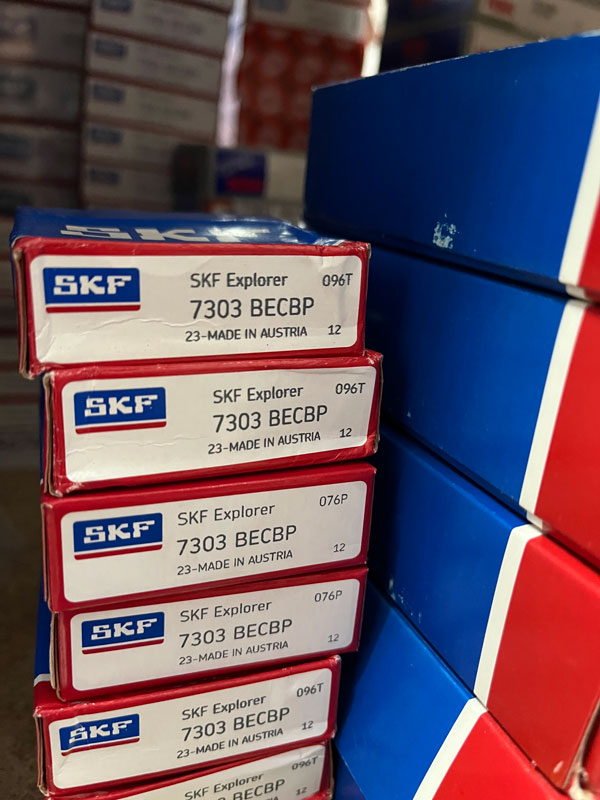 SKF
SKF
SKF Explorer 096T
7303 BECBP
23-MADE IN AUSTRIA 12
SKF
SKF Explorer 096T
7303 BECBP
23-MADE IN AUSTRIA 12
SKF
SKF Explorer 076P
7303 BECBP
23-MADE IN AUSTRIA 12
SKF
SKF Explorer 076P
7303 BECBP
23-MADE IN AUSTRIA 12
SKF
SKF Explorer 096T
7303 BECBP
23-MADE IN AUSTRIA 12
SKF Explorer 096T
BECBP
12